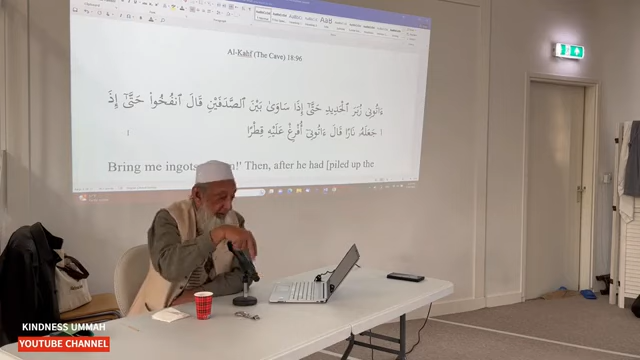 Al-Kahf (The Cave) 18:96
ءَاتُونِي زُبَرَ ٱلْحَدِيدِ حَتَّىٰٓ إِذَا سَاوَىٰ بَيْنَ ٱلصَّدَفَيْنِ قَالَ ٱنفُخُوا۟ حَتَّىٰٓ إِذَ
ا جَعَلَهُۥ نَارًا قَالَ ءَاتُونِىٓ أُفْرِغْ عَلَيْهِ قِطْرًا ا
Bring me ingots !' Then, after he had [piled up the
KINDNESS UMMAH
YOUTUBE CHANNEL